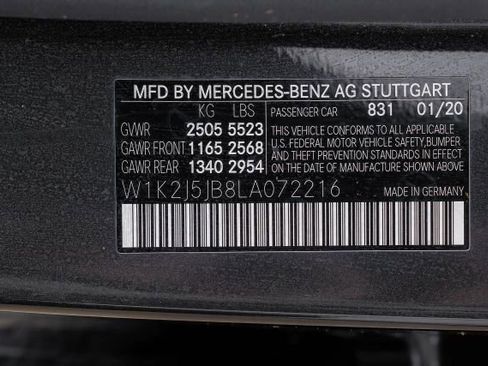 MFD BY MERCEDES-BENZ AG STUTTGART
KG LBS PASSENGER CAR 831 01/20
GVWR 2505 5523 THIS VEHICLE CONFORMS TO ALL APPLICABLE
GAWR FRONT 1165 2568 U.S. FEDERAL MOTOR VEHICLE SAFETY,BUMPER
GAWR REAR 1340 2954 AND THEFT PREVENTION STANDARDS IN EFFECT
ON THE DATE OF MANUFACTURE SHOWN ABOVE.
W1K2J5JB8LA072216 MADE IN GERMANY